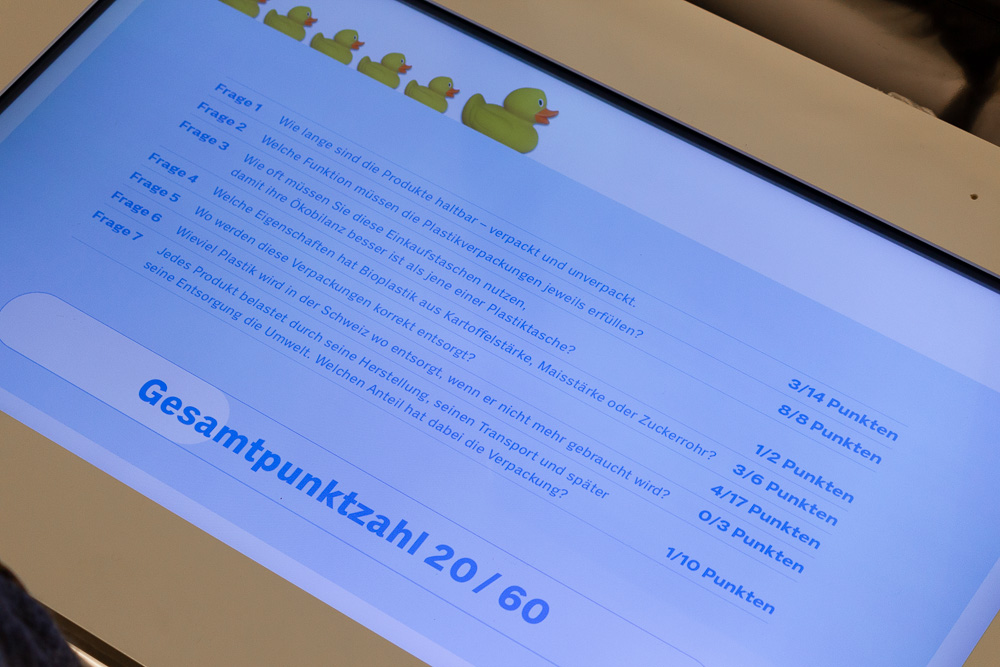 Frage 1 Wie lange sind die Produkte haltbar – verpackt und unverpackt. 3/14 Punkten
Frage 2 Welche Funktion müssen die Plastikverpackungen jeweils erfüllen? 8/8 Punkten
Frage 3 Wie oft müssen Sie diese Einkaufstaschen nutzen,
damit ihre Ökobilanz besser ist als jene einer Plastiktasche? 1/2 Punkten
Frage 4 Welche Eigenschaften hat Bioplastik aus Kartoffelstärke, Maisstärke oder Zuckerrohr? 3/6 Punkten
Frage 5 Wo werden diese Verpackungen korrekt entsorgt? 4/17 Punkten
Frage 6 Wieviel Plastik wird in der Schweiz wo entsorgt, wenn er nicht mehr gebraucht wird? 0/3 Punkten
Frage 7 Jedes Produkt belastet durch seine Herstellung, seinen Transport und später
seine Entsorgung die Umwelt. Welchen Anteil hat dabei die Verpackung? 1/10 Punkten
Gesamtpunktzahl 20/60